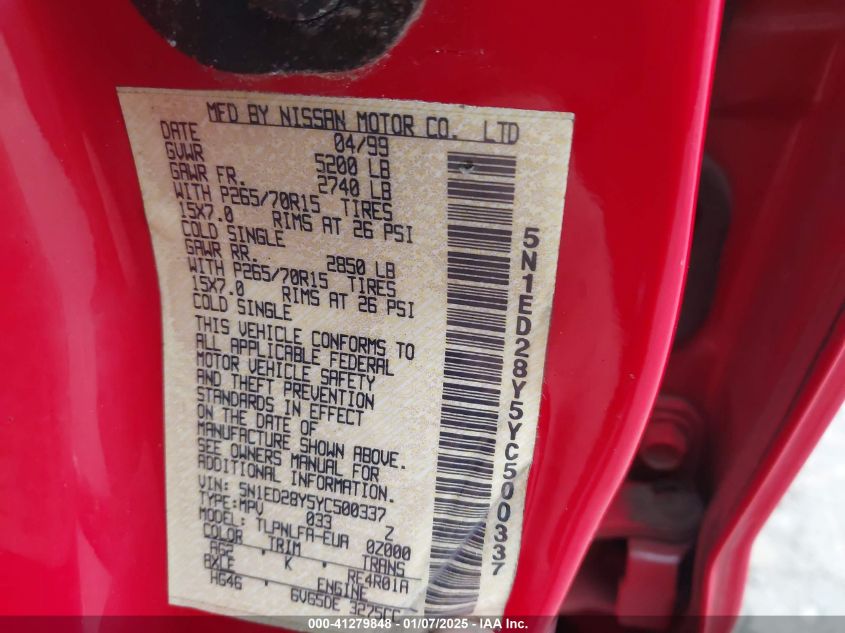 MFD BY NISSAN MOTOR CO. LTD
DATE 04/99
GVWR 5200 LB
GAWR FR. 2740 LB
WITH P265/70R15 TIRES
15X7.0 RIMS AT 26 PSI
COLD SINGLE
GAWR RR. 2850 LB
WITH P265/70R15 TIRES
15X7.0 RIMS AT 26 PSI
COLD SINGLE
THIS VEHICLE CONFORMS TO
ALL APPLICABLE FEDERAL
MOTOR VEHICLE SAFETY
AND THEFT PREVENTION
STANDARDS IN EFFECT
ON THE DATE OF
MANUFACTURE SHOWN ABOVE.
SEE OWNERS MANUAL FOR
ADDITIONAL INFORMATION.
VIN: 5N1ED28Y5YC500337
TYPE:MPV 033 Z
MODEL: TLPNLFA-EUA 02000
COLOR TRIM TRANS
AG2 K RE4R01A
AXLE ENGINE
HG46 6VG5DE 3275CC
5N1ED28Y5YC500337
000-41279848 - 01/07/2025 - IAA Inc.